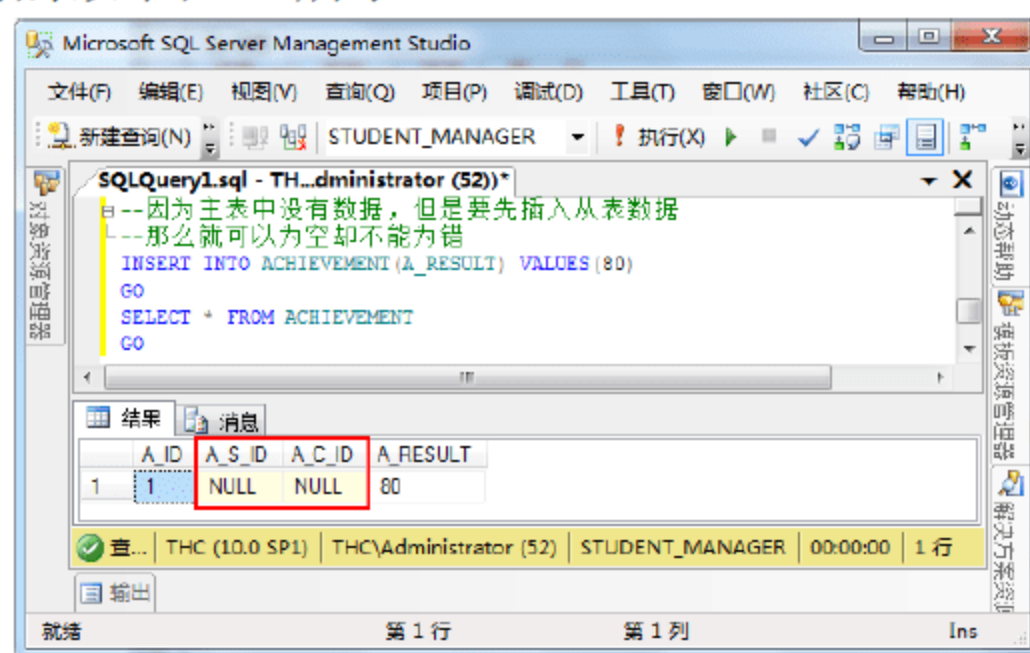 Microsoft SQL Server Management Studio
文件(F) 编辑(E) 视图(V) 查询(Q) 项目(P) 调试(D) 工具(T) 窗口(W) 社区(C) 帮助(H)
新建查询(N) STUDENT_MANAGER 执行(X)
SQLQuery1.sql - TH...dministrator (52))*
--因为主表中没有数据，但是要先插入从表数据
--那么就可以为空却不能为错
INSERT INTO ACHIEVEMENT(A_RESULT) VALUES(80)
GO
SELECT * FROM ACHIEVEMENT
GO
对象资源管理器
动态帮助
模板资源管理器
解决方案资源
结果 消息
A_ID A_S_ID A_C_ID A_RESULT
1 1 NULL NULL 80
查... THC (10.0 SP1) THC\Administrator (52) STUDENT_MANAGER 00:00:00 1 行
输出
就绪 第 1 行 第 1 列 Ins